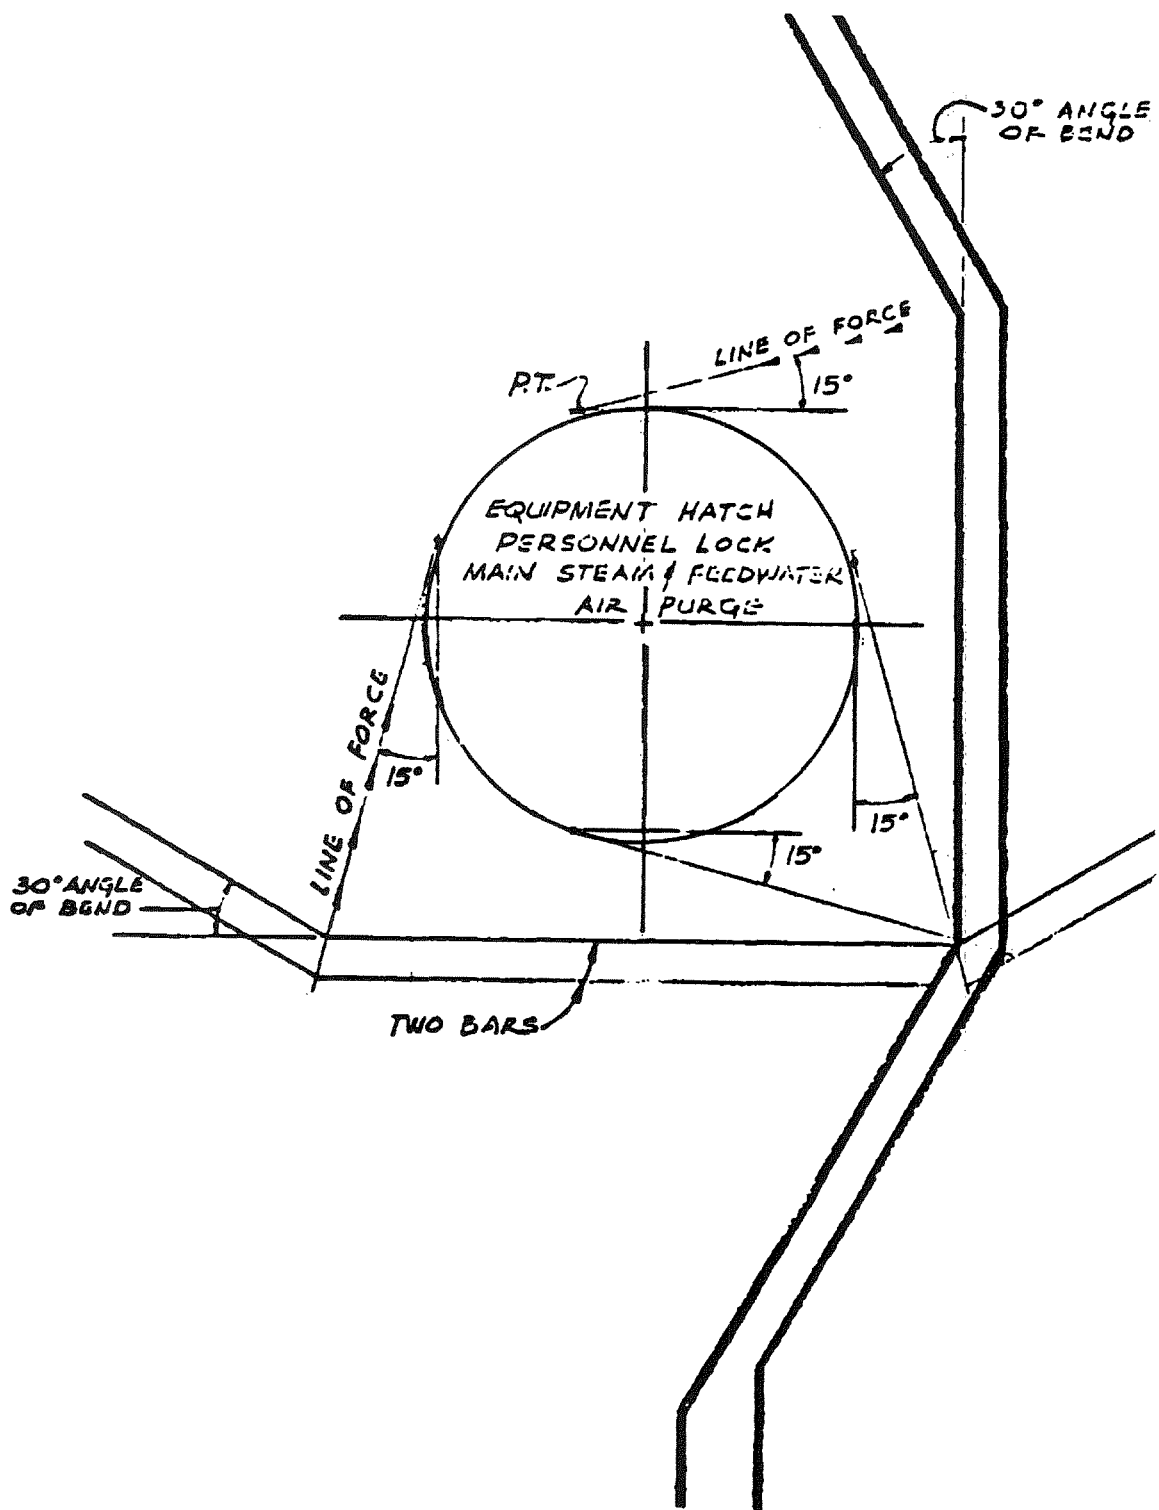 30° ANGLE
OF BEND
LINE OF FORCE
P.T.
15°
EQUIPMENT HATCH
PERSONNEL LOCK
MAIN STEAM & FEEDWATER
AIR PURGE
LINE OF FORCE
15°
15°
15°
30° ANGLE
OF BEND
TWO BARS